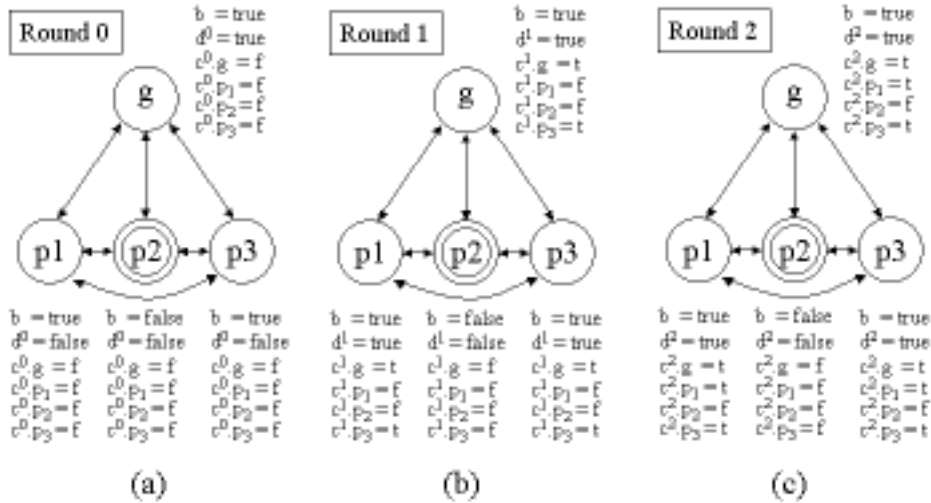 Round 0
b = true
d⁰ = true
c⁰.g = f
c⁰.p₁ = f
c⁰.p₂ = f
c⁰.p₃ = f
g
p1
p2
p3
b = true
d⁰ = false
c⁰.g = f
c⁰.p₁ = f
c⁰.p₂ = f
c⁰.p₃ = f
b = false
d⁰ = false
c⁰.g = f
c⁰.p₁ = f
c⁰.p₂ = f
c⁰.p₃ = f
b = true
d⁰ = false
c⁰.g = f
c⁰.p₁ = f
c⁰.p₂ = f
c⁰.p₃ = f
(a)
Round 1
b = true
d¹ = true
c¹.g = t
c¹.p₁ = f
c¹.p₂ = f
c¹.p₃ = t
g
p1
p2
p3
b = true
d¹ = true
c¹.g = t
c¹.p₁ = f
c¹.p₂ = f
c¹.p₃ = t
b = false
d¹ = false
c¹.g = f
c¹.p₁ = f
c¹.p₂ = f
c¹.p₃ = f
b = true
d¹ = true
c¹.g = t
c¹.p₁ = f
c¹.p₂ = f
c¹.p₃ = t
(b)
Round 2
b = true
d² = true
c².g = t
c².p₁ = t
c².p₂ = f
c².p₃ = t
g
p1
p2
p3
b = true
d² = true
c².g = t
c².p₁ = t
c².p₂ = f
c².p₃ = t
b = false
d² = false
c².g = f
c².p₁ = f
c².p₂ = f
c².p₃ = f
b = true
d² = true
c².g = t
c².p₁ = t
c².p₂ = f
c².p₃ = t
(c)